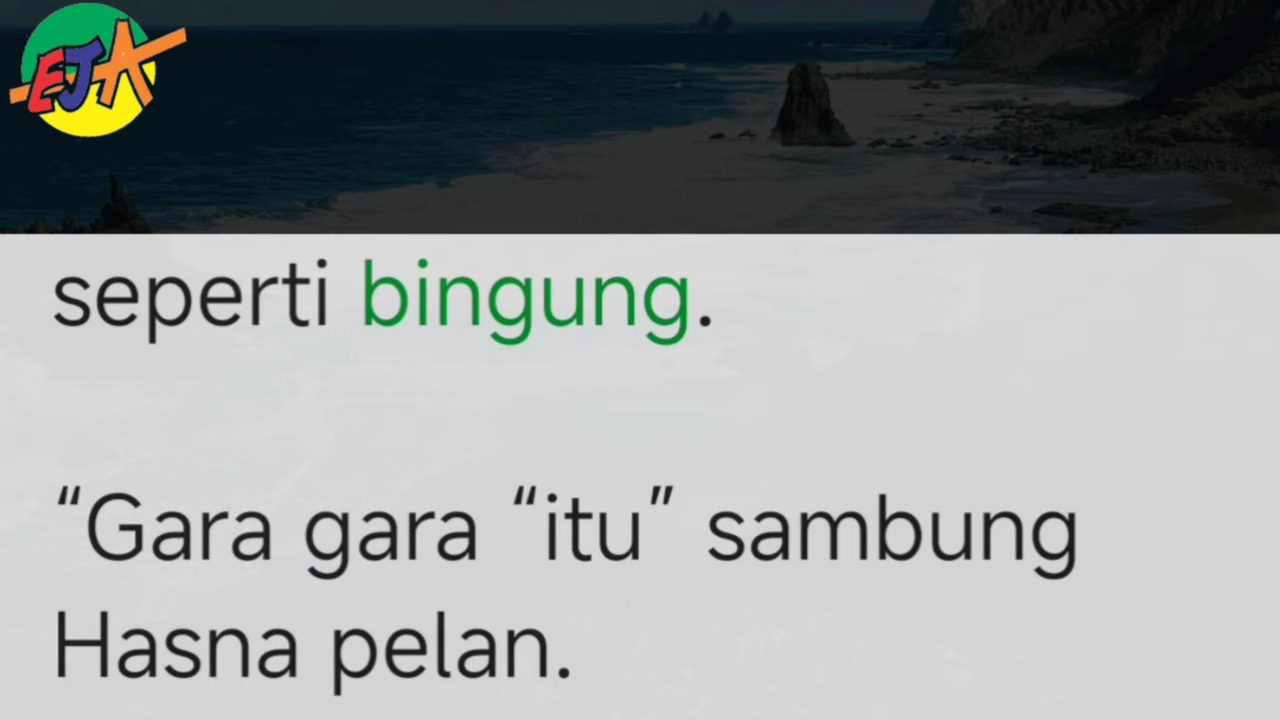 EJA
seperti bingung.
“Gara gara “itu” sambung
Hasna pelan.